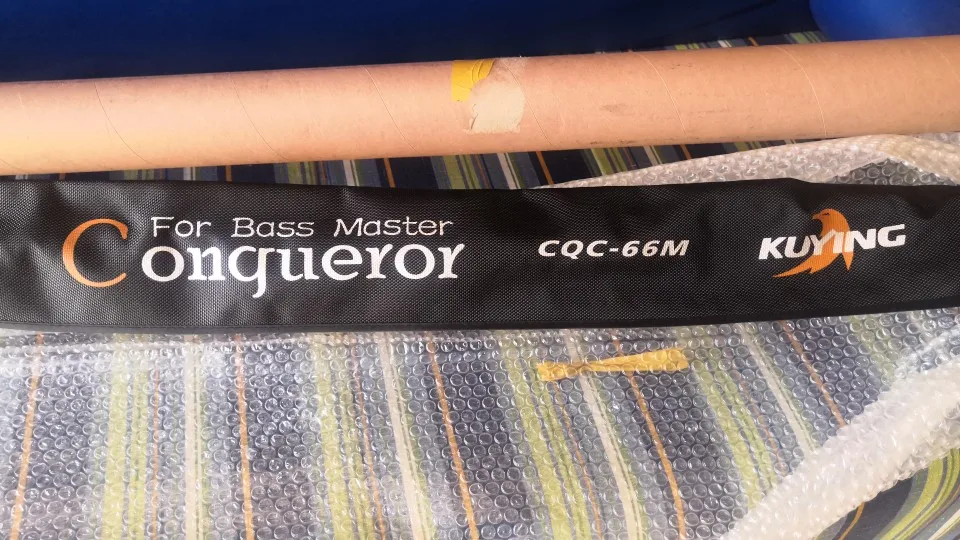 For Bass Master
Conqueror
CQC-66M
KUYING